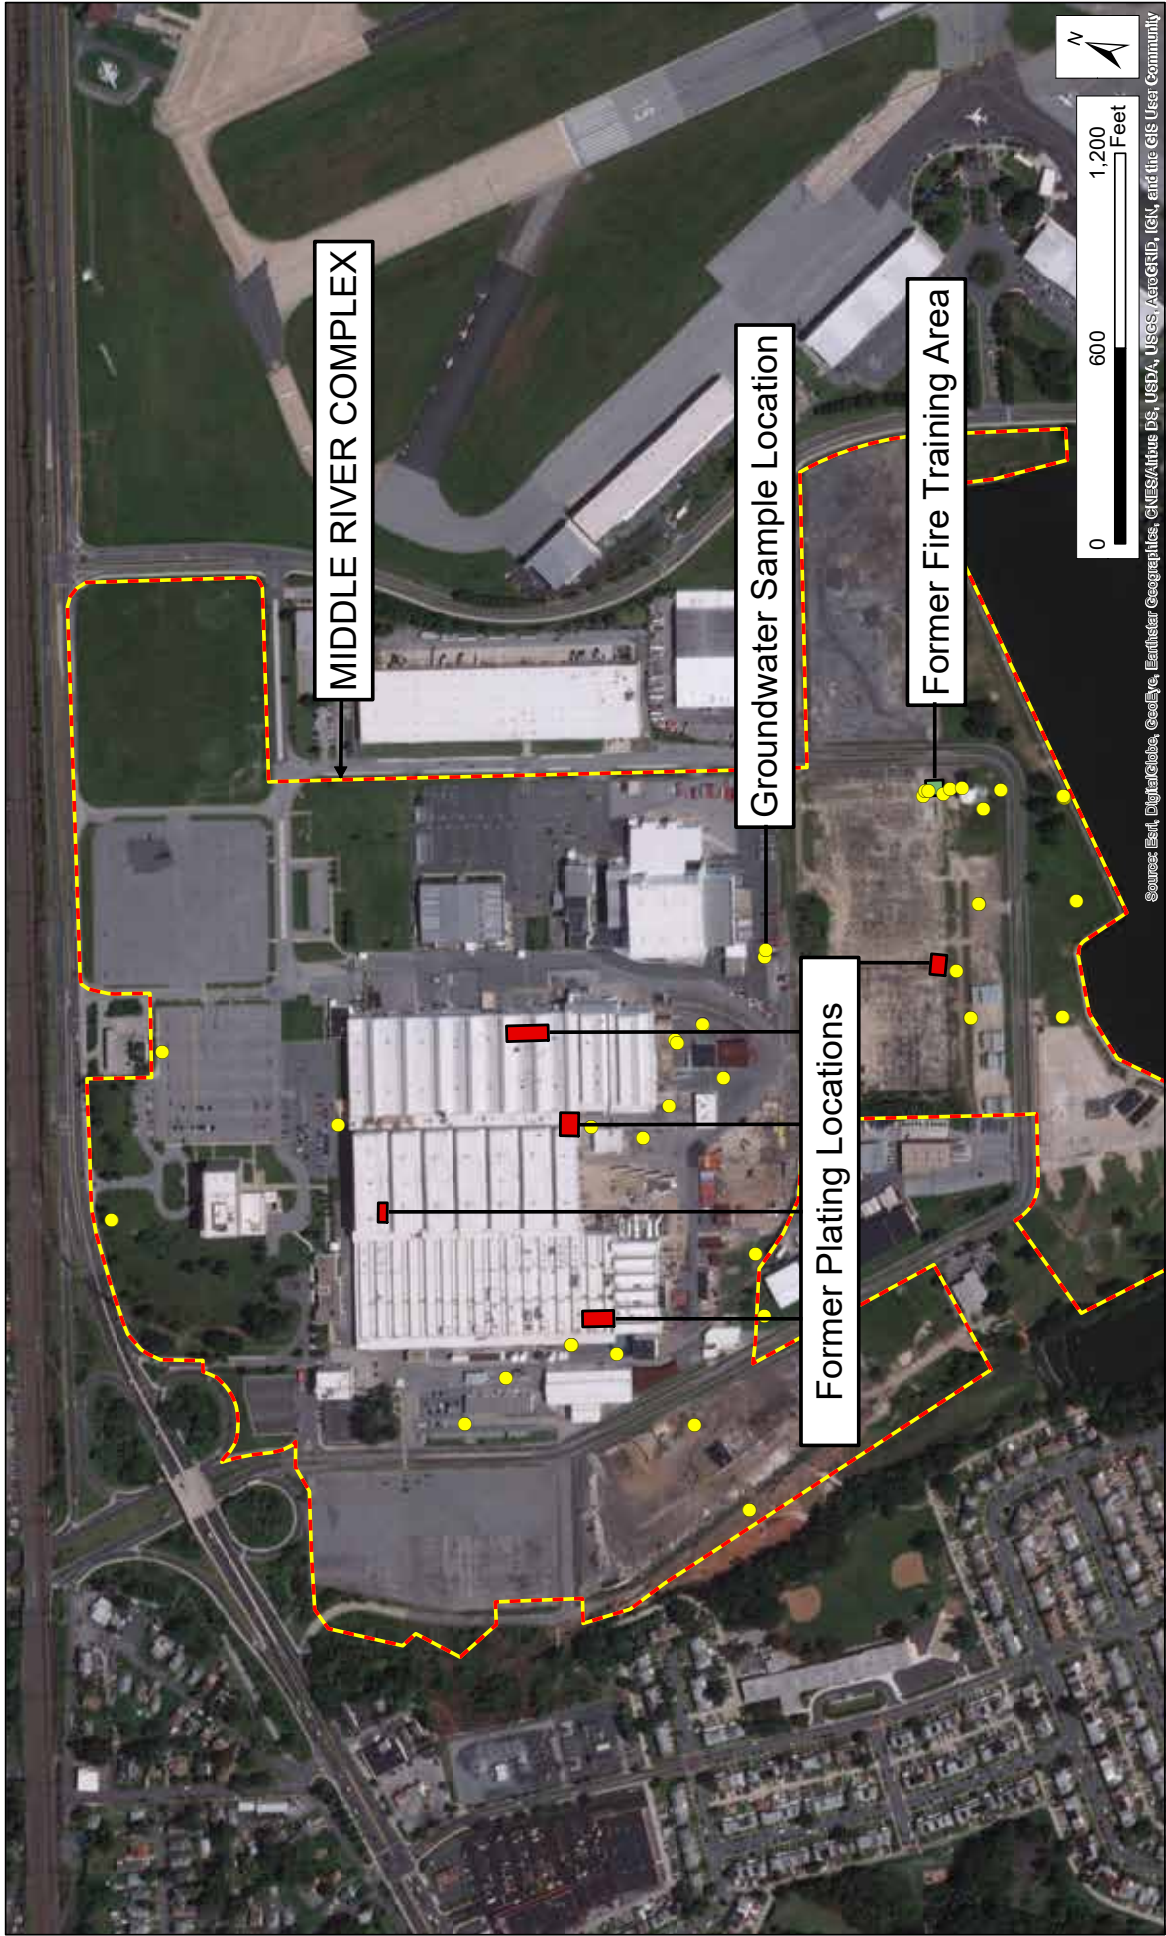 MIDDLE RIVER COMPLEX
Groundwater Sample Location
Former Fire Training Area
Former Plating Locations
N
0 600 1,200
Feet
Source: Esri, DigitalGlobe, GeoEye, Earthstar Geographics, CNES/Airbus DS, USDA, USGS, AeroGRID, IGN, and the GIS User Community